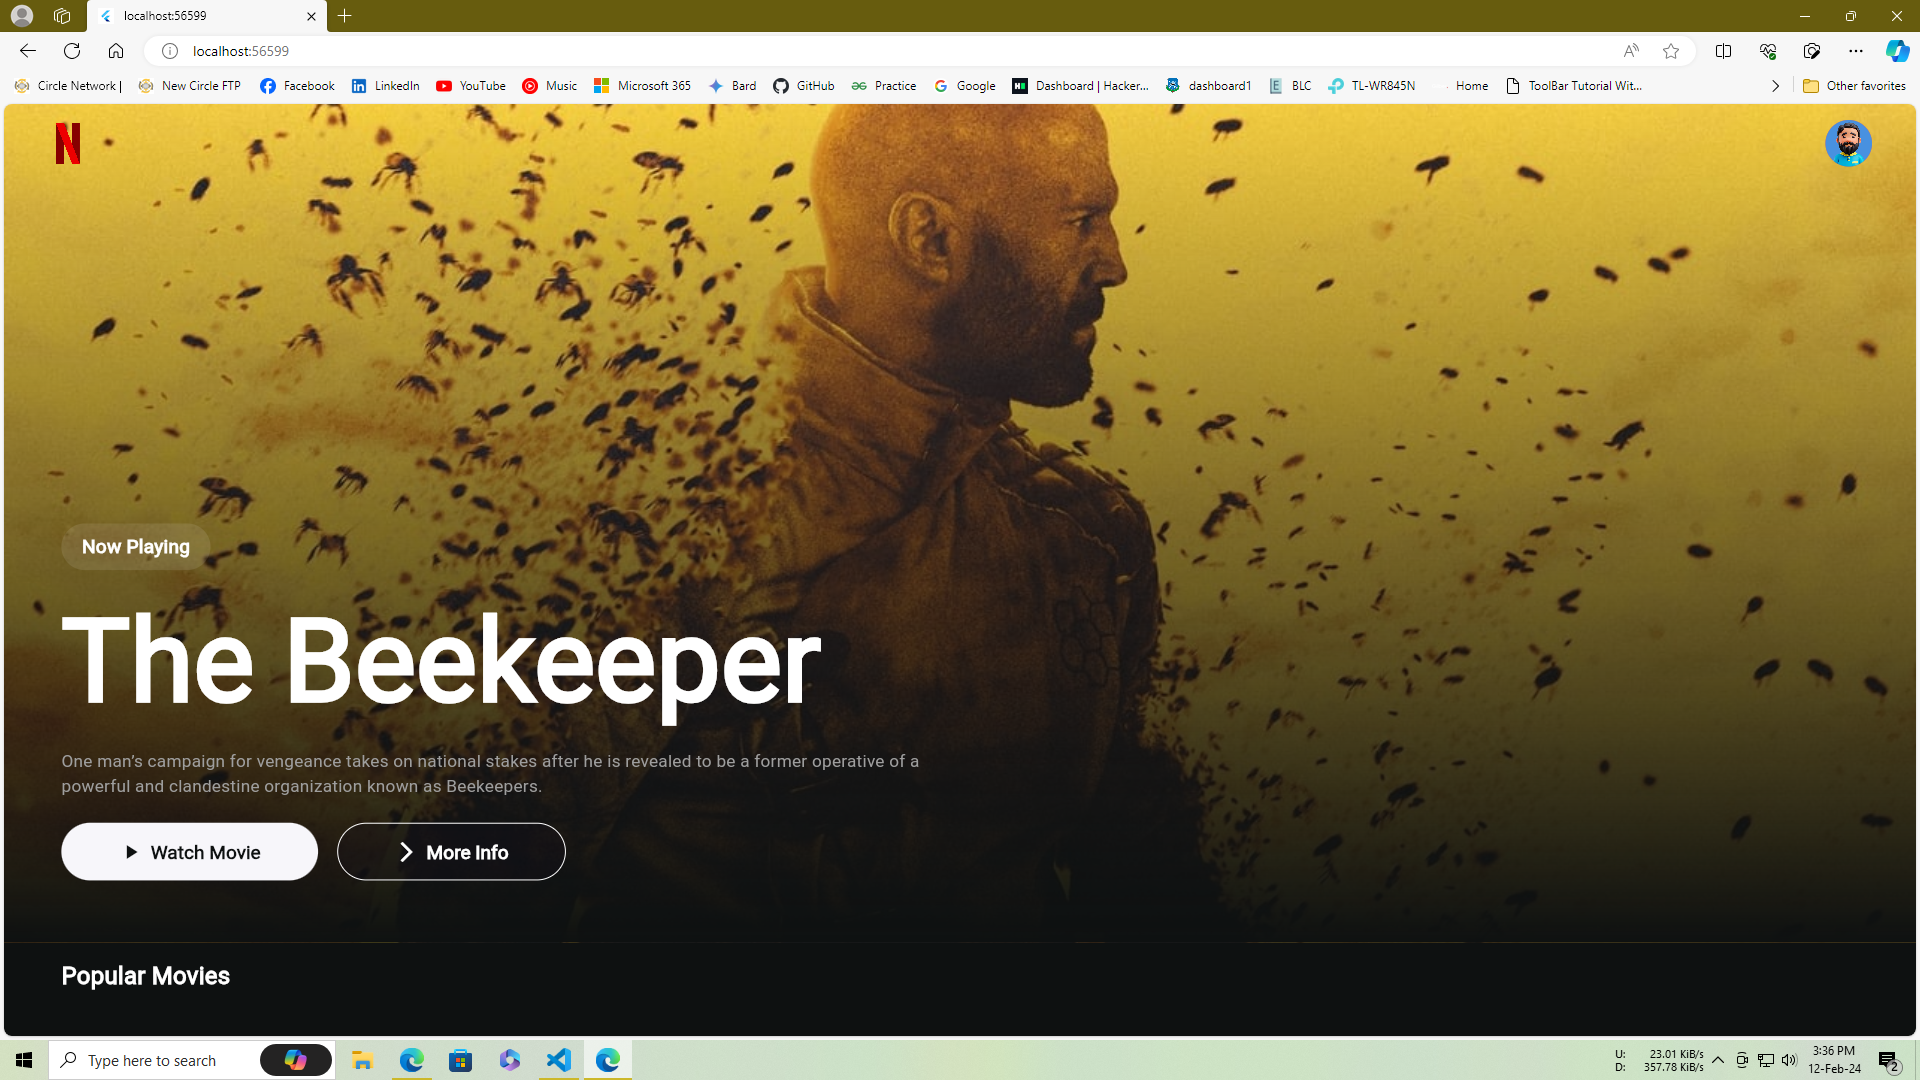 localhost:56599
localhost:56599
Circle Network |
New Circle FTP
Facebook
LinkedIn
YouTube
Music
Microsoft 365
Bard
GitHub
Practice
Google
Dashboard | Hacker...
dashboard1
BLC
TL-WR845N
Home
ToolBar Tutorial Wit...
Other favorites
N
Now Playing
The Beekeeper
One man’s campaign for vengeance takes on national stakes after he is revealed to be a former operative of a
powerful and clandestine organization known as Beekeepers.
Watch Movie
More Info
Popular Movies
Type here to search
U: 23.01 KiB/s
D: 357.78 KiB/s
3:36 PM
12-Feb-24
2